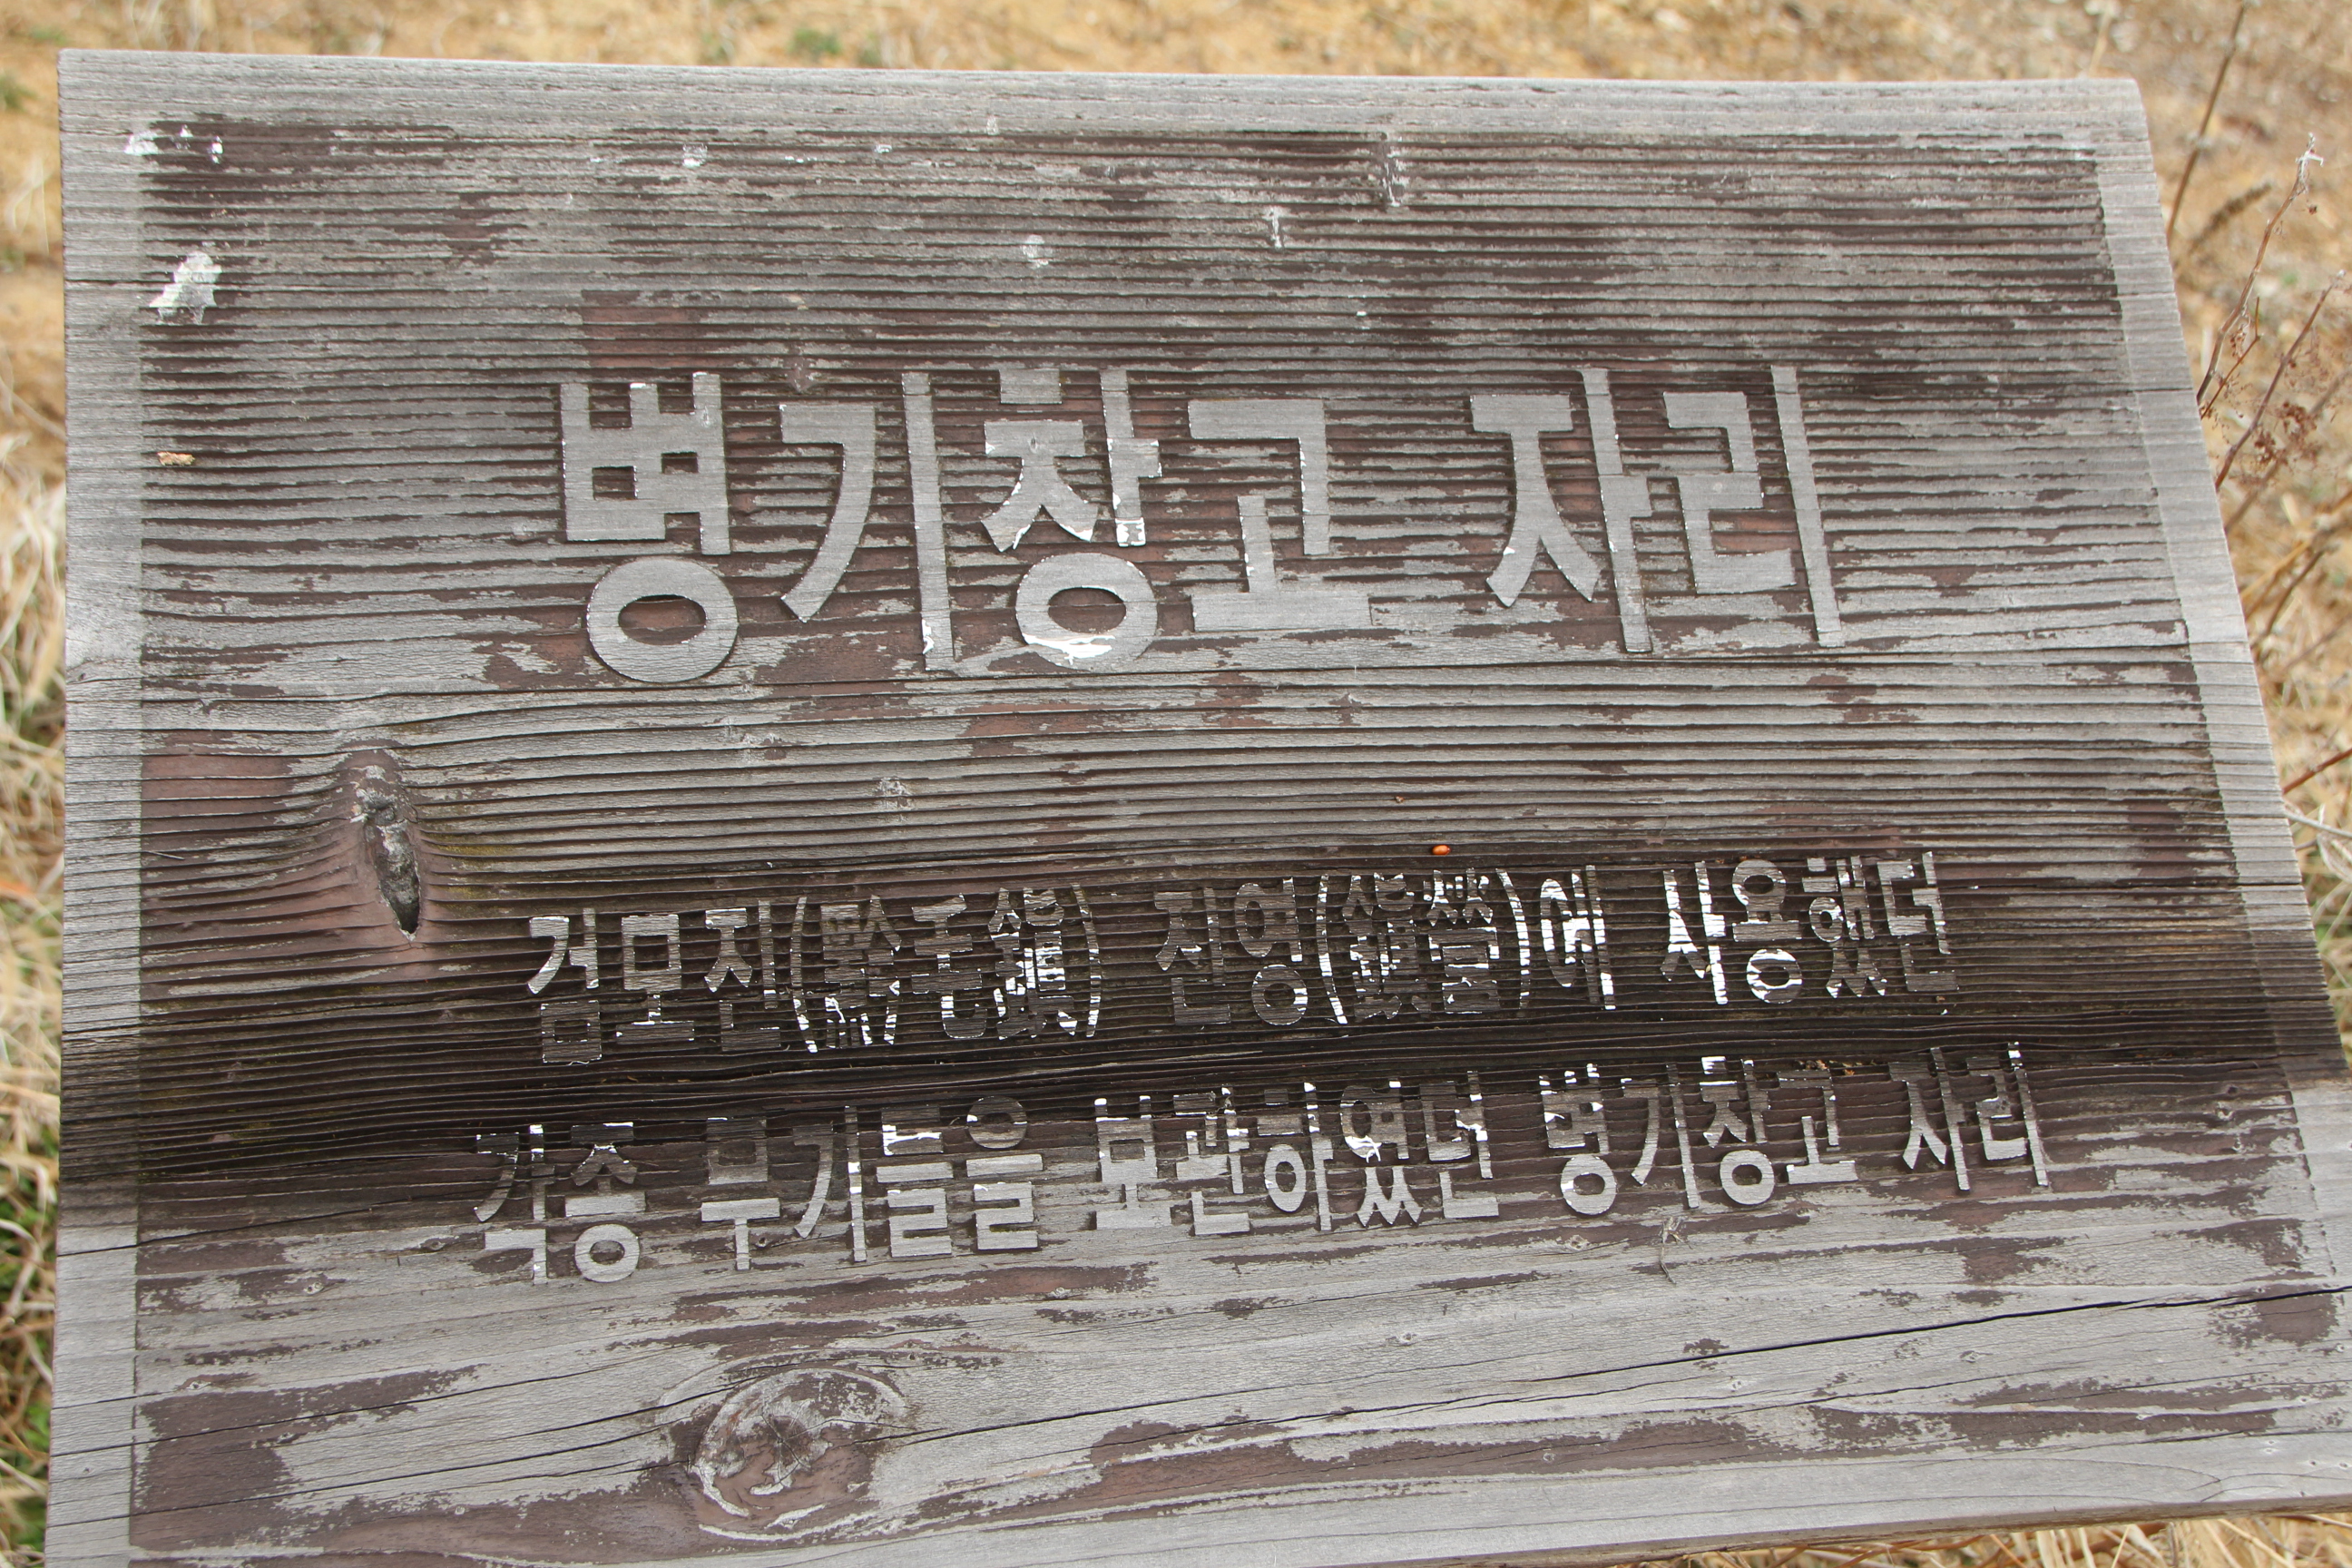 병기창고 자리
검모진(黔毛鎭) 진영(鎭營)에 사용했던
각종 무기들을 보관하였던 병기창고 자리